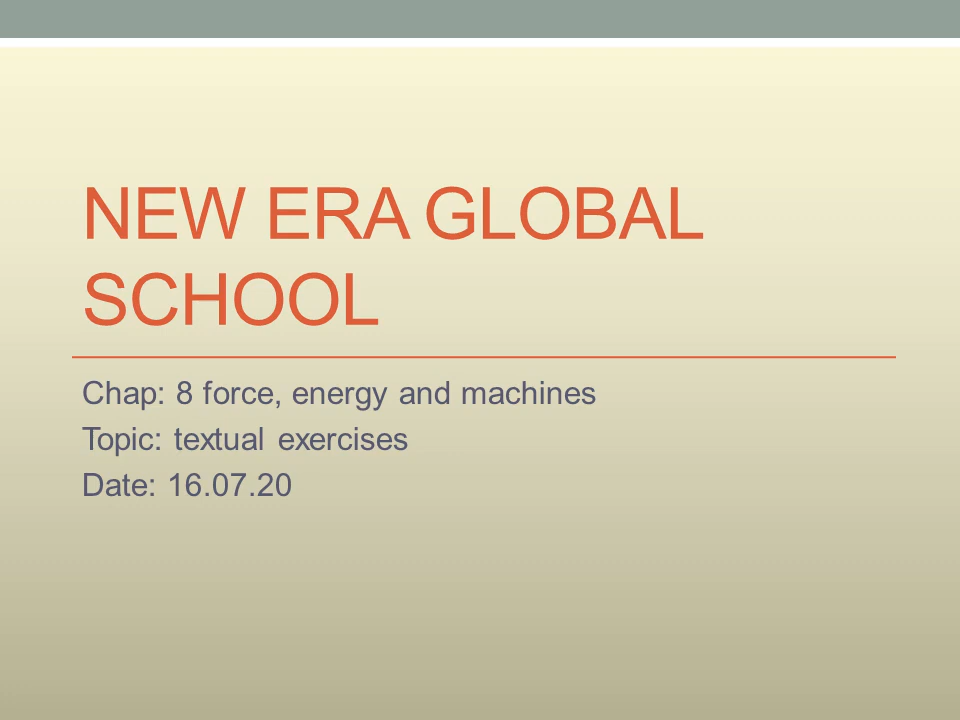 NEW ERA GLOBAL
SCHOOL
Chap: 8 force, energy and machines
Topic: textual exercises
Date: 16.07.20